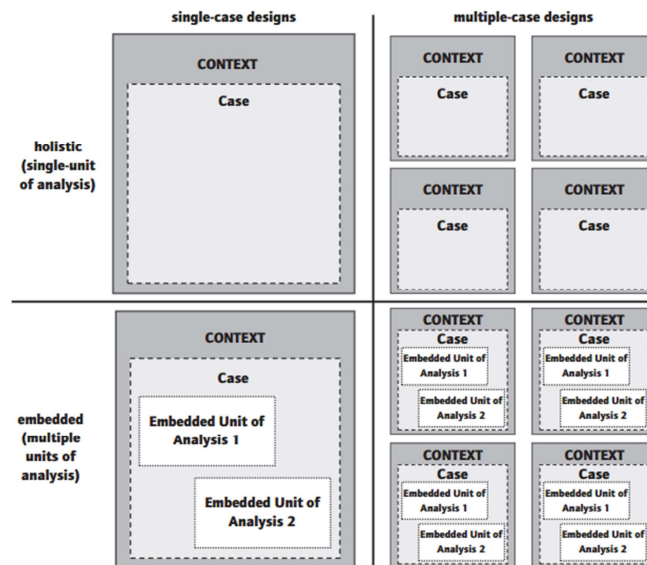 single-case designs
multiple-case designs
holistic
(single-unit
of analysis)
CONTEXT
Case
CONTEXT
Case
CONTEXT
Case
CONTEXT
Case
CONTEXT
Case
embedded
(multiple
units of
analysis)
CONTEXT
Case
Embedded Unit of
Analysis 1
Embedded Unit of
Analysis 2
CONTEXT
Case
Embedded Unit of
Analysis 1
Embedded Unit of
Analysis 2
CONTEXT
Case
Embedded Unit of
Analysis 1
Embedded Unit of
Analysis 2
CONTEXT
Case
Embedded Unit of
Analysis 1
Embedded Unit of
Analysis 2
CONTEXT
Case
Embedded Unit of
Analysis 1
Embedded Unit of
Analysis 2